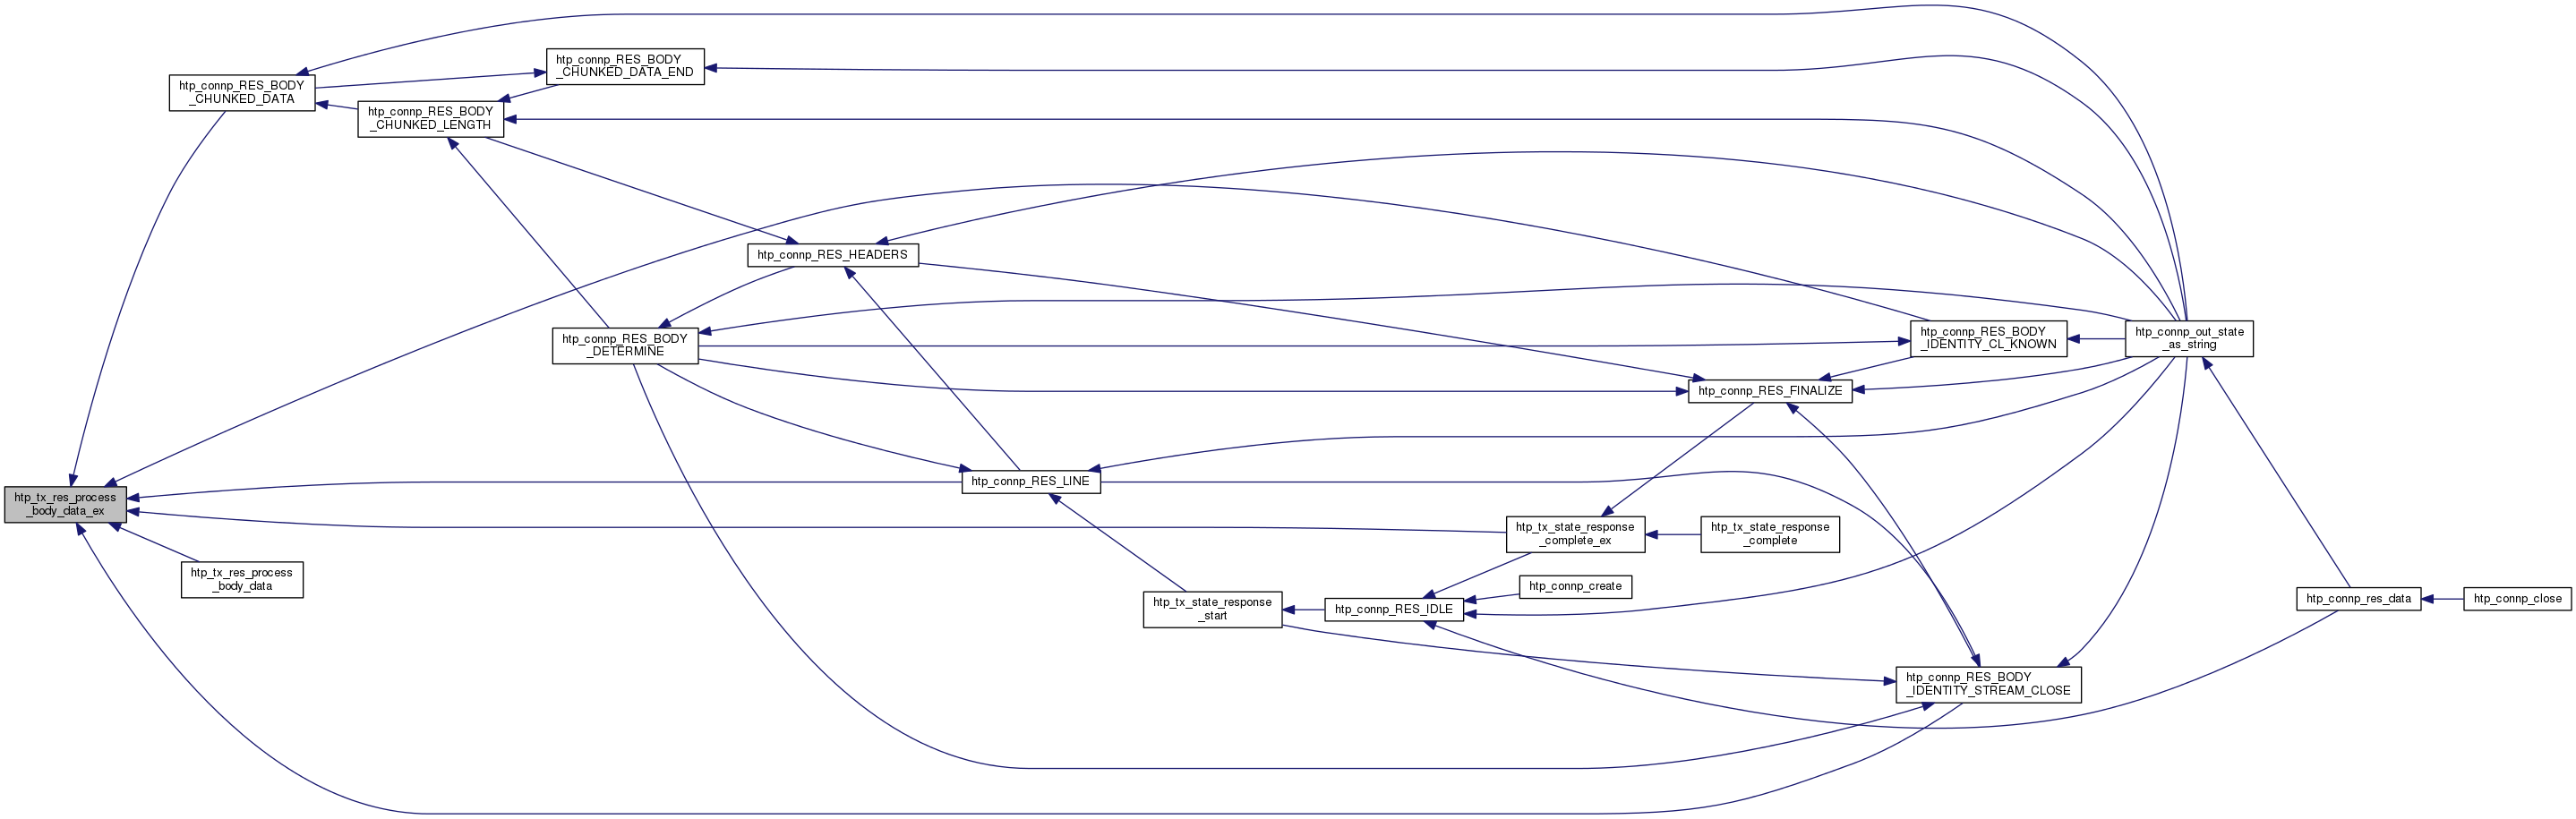 htp_connp_RES_BODY
_CHUNKED_DATA_END
htp_connp_RES_BODY
_CHUNKED_DATA
htp_connp_RES_BODY
_CHUNKED_LENGTH
htp_connp_RES_HEADERS
htp_connp_RES_BODY
_DETERMINE
htp_connp_RES_BODY
_IDENTITY_CL_KNOWN
htp_connp_out_state
_as_string
htp_connp_RES_FINALIZE
htp_connp_RES_LINE
htp_tx_res_process
_body_data_ex
htp_tx_state_response
_complete_ex
htp_tx_state_response
_complete
htp_tx_res_process
_body_data
htp_connp_create
htp_tx_state_response
_start
htp_connp_RES_IDLE
htp_connp_res_data
htp_connp_close
htp_connp_RES_BODY
_IDENTITY_STREAM_CLOSE